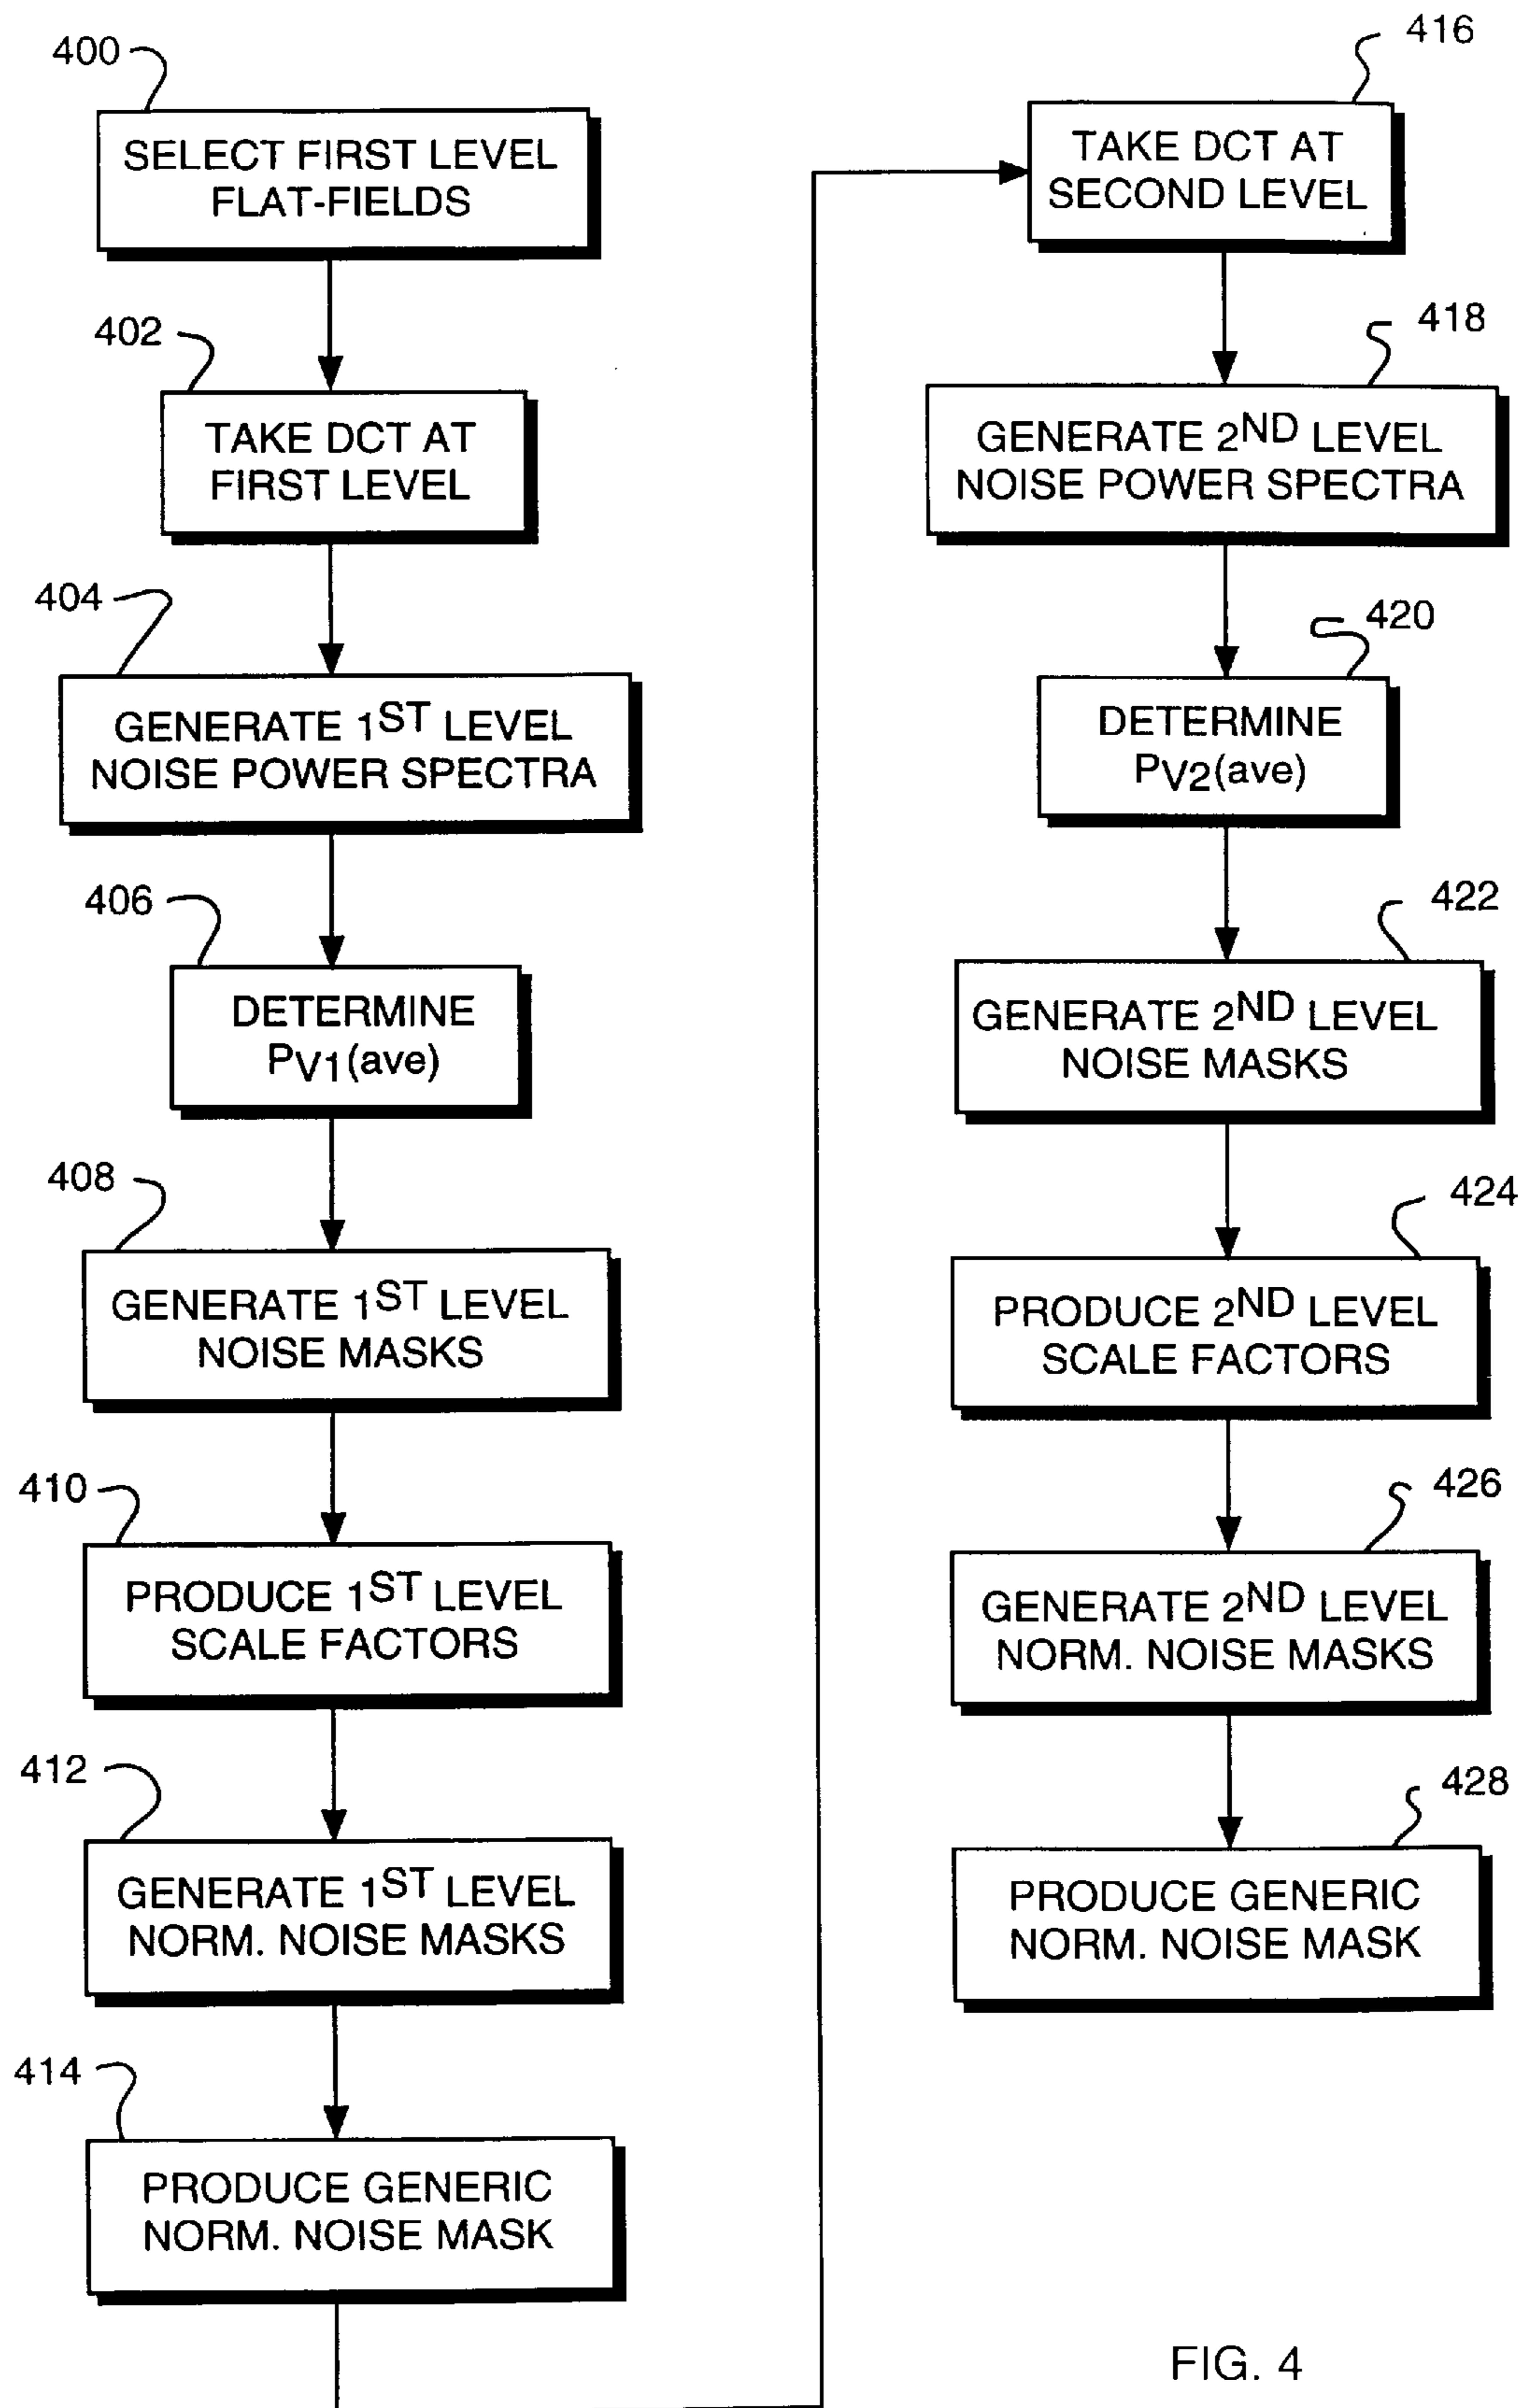 400
SELECT FIRST LEVEL
FLAT-FIELDS
402
TAKE DCT AT
FIRST LEVEL
404
GENERATE 1ST LEVEL
NOISE POWER SPECTRA
406
DETERMINE
PV1(ave)
408
GENERATE 1ST LEVEL
NOISE MASKS
410
PRODUCE 1ST LEVEL
SCALE FACTORS
412
GENERATE 1ST LEVEL
NORM. NOISE MASKS
414
PRODUCE GENERIC
NORM. NOISE MASK
416
TAKE DCT AT
SECOND LEVEL
418
GENERATE 2ND LEVEL
NOISE POWER SPECTRA
420
DETERMINE
PV2(ave)
422
GENERATE 2ND LEVEL
NOISE MASKS
424
PRODUCE 2ND LEVEL
SCALE FACTORS
426
GENERATE 2ND LEVEL
NORM. NOISE MASKS
428
PRODUCE GENERIC
NORM. NOISE MASK
FIG. 4